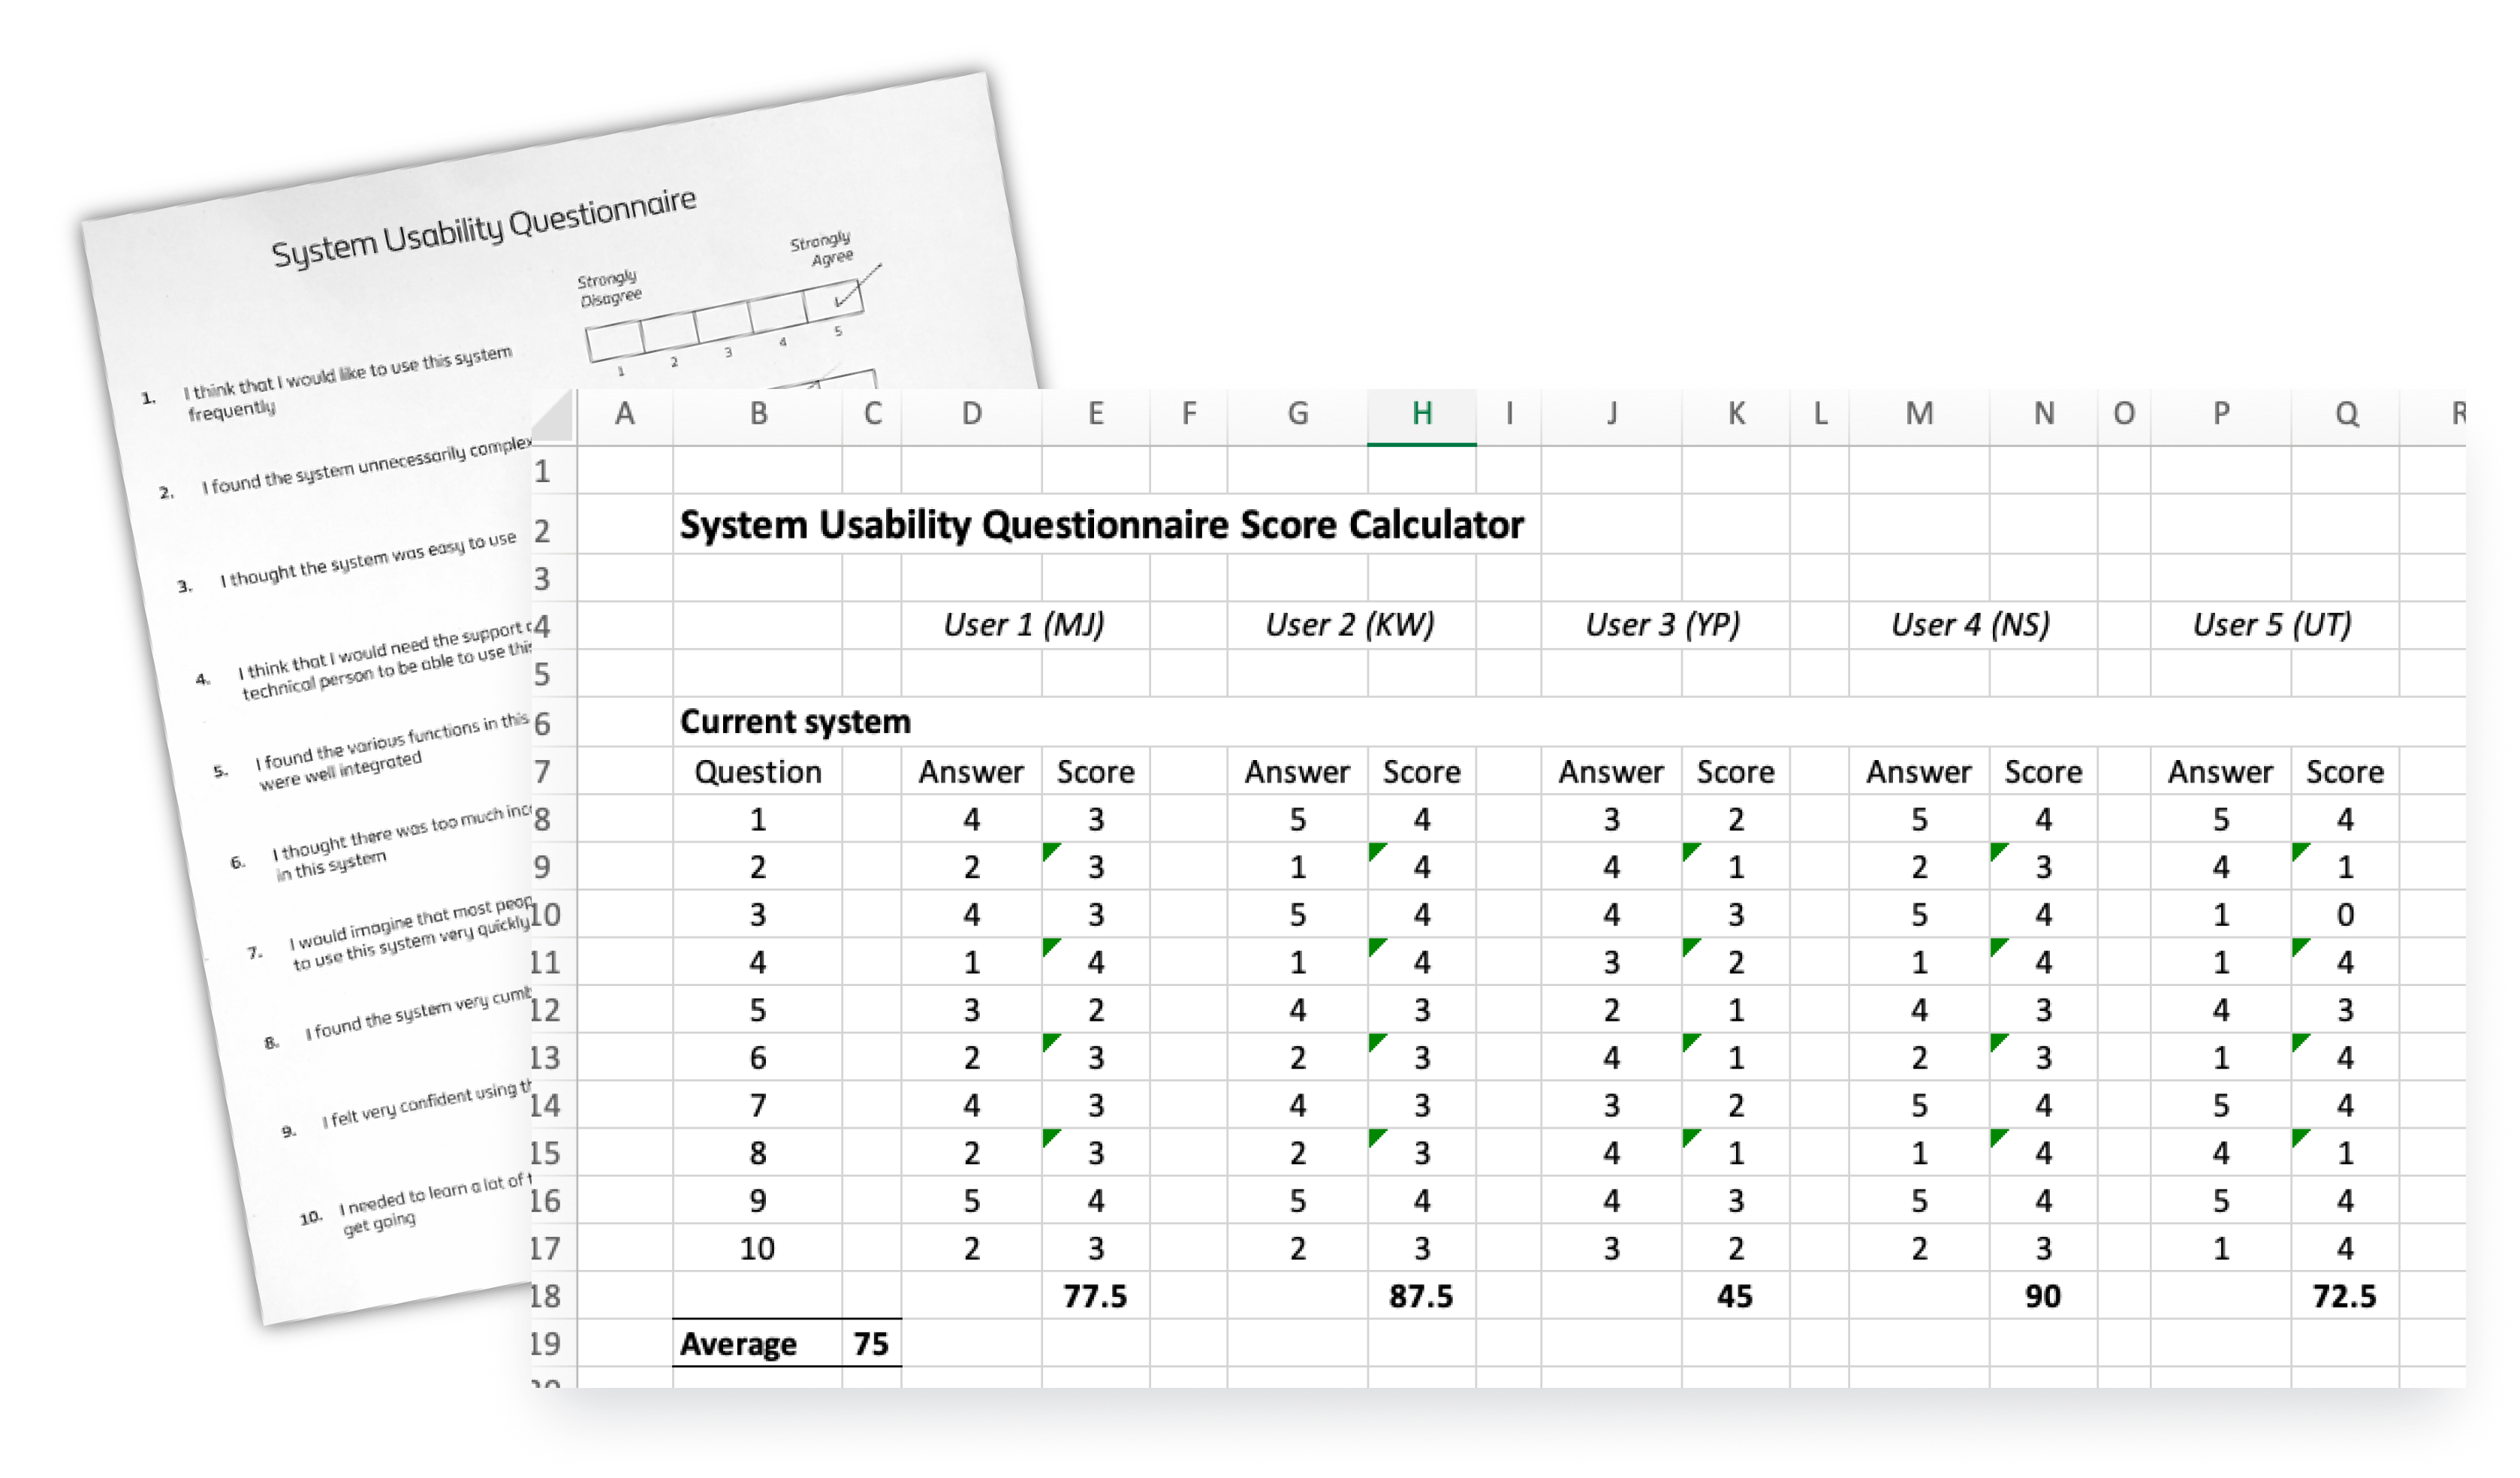 System Usability Questionnaire
Strongly Disagree
Strongly Agree
1 2 3 4 5
1. I think that I would like to use this system
frequently
2. I found the system unnecessarily
3. I thought the system was easy to use
4. I think that I would need the support
technical person to be able to use
5. I found the various functions in this
were well integrated
6. I thought there was too much
in this system
7. I would imagine that most
to use this system very quickly
8. I found the system very
9. I felt very confident using
10. I needed to learn a lot of
get going
A B C D E F G H I J K L M N O P Q R
1
2 System Usability Questionnaire Score Calculator
3
4 User 1 (MJ) User 2 (KW) User 3 (YP) User 4 (NS) User 5 (UT)
5
6 Current system
7 Question Answer Score Answer Score Answer Score Answer Score Answer Score
8 1 4 3 5 4 3 2 5 4 5 4
9 2 2 3 1 4 4 1 2 3 4 1
10 3 4 3 5 4 4 3 5 4 1 0
11 4 1 4 1 4 3 2 1 4 1 4
12 5 3 2 4 3 2 1 4 3 4 3
13 6 2 3 2 3 4 1 2 3 1 4
14 7 4 3 4 3 3 2 5 4 5 4
15 8 2 3 2 3 4 1 1 4 4 1
16 9 5 4 5 4 4 3 5 4 5 4
17 10 2 3 2 3 3 2 2 3 1 4
18 77.5 87.5 45 90 72.5
19 Average 75